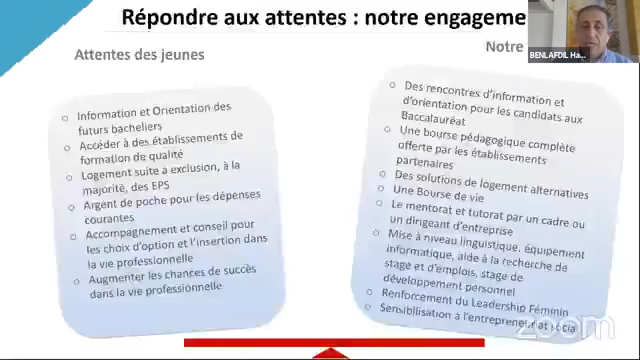 Répondre aux attentes : notre engageme
Attentes des jeunes
Notre
BENLAFDIL Ha
Information et Orientation des
futurs bacheliers
Accéder à des établissements de
formation de qualité
Logement suite à exclusion, à la
majorité, des EPS
Argent de poche pour les dépenses
courantes
Accompagnement et conseil pour
les choix d'option et l'insertion dans
la vie professionnelle
Augmenter les chances de succès
dans la vie professionnelle
Des rencontres d'information et
d'orientation pour les candidats aux
Baccalauréat
Une bourse pédagogique complète
offerte par les établissements
partenaires
Des solutions de logement alternatives
Une Bourse de vie
Le mentorat et tutorat par un cadre ou
un dirigeant d'entreprise
Mise à niveau linguistique, équipement
informatique, aide à la recherche de
stage et d'emplois, stage de
développement personnel
Renforcement du Leadership Féminin
Sensibilisation à l'entrepreneuriat social
zoom